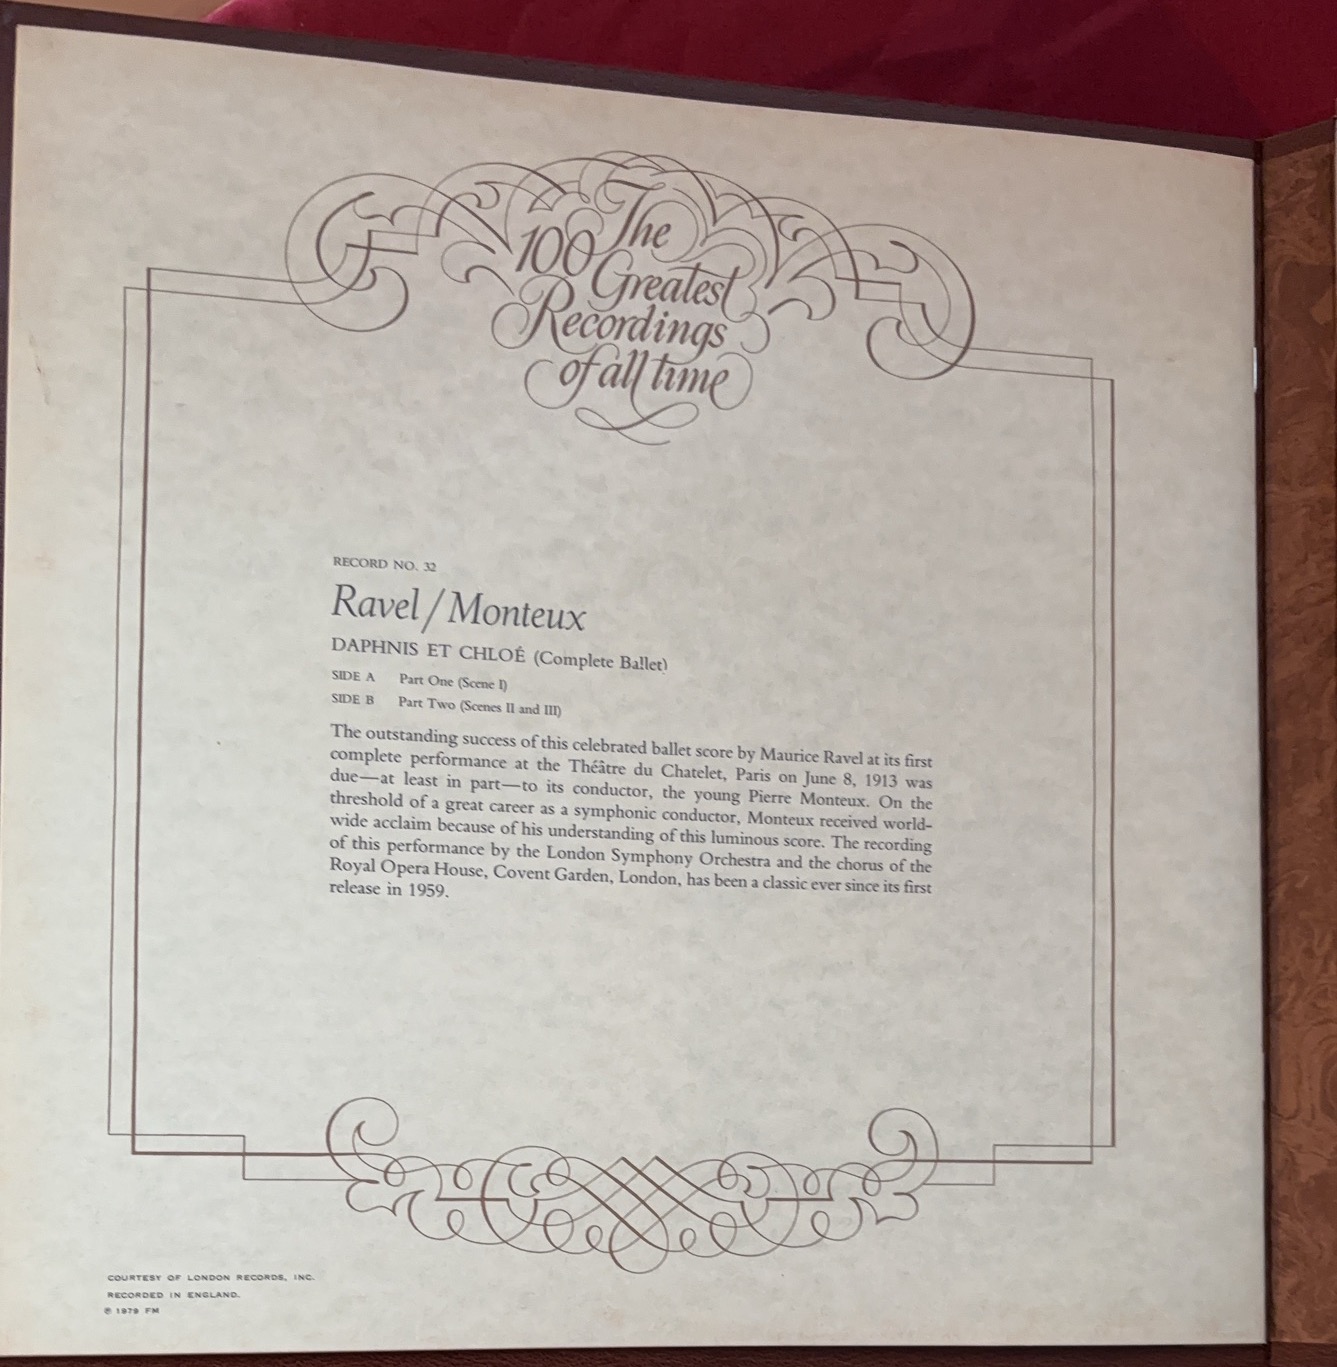 The
100
Greatest
Recordings
of all time
RECORD NO. 32
Ravel/Monteux
DAPHNIS ET CHLOÉ (Complete Ballet)
SIDE A Part One (Scene I)
SIDE B Part Two (Scenes II and III)
The outstanding success of this celebrated ballet score by Maurice Ravel at its first
complete performance at the Théâtre du Chatelet, Paris on June 8, 1913 was
due—at least in part—to its conductor, the young Pierre Monteux. On the
threshold of a great career as a symphonic conductor, Monteux received world-
wide acclaim because of his understanding of this luminous score. The recording
of this performance by the London Symphony Orchestra and the chorus of the
Royal Opera House, Covent Garden, London, has been a classic ever since its first
release in 1959.
COURTESY OF LONDON RECORDS, INC.
RECORDED IN ENGLAND.
℗ 1979 FM